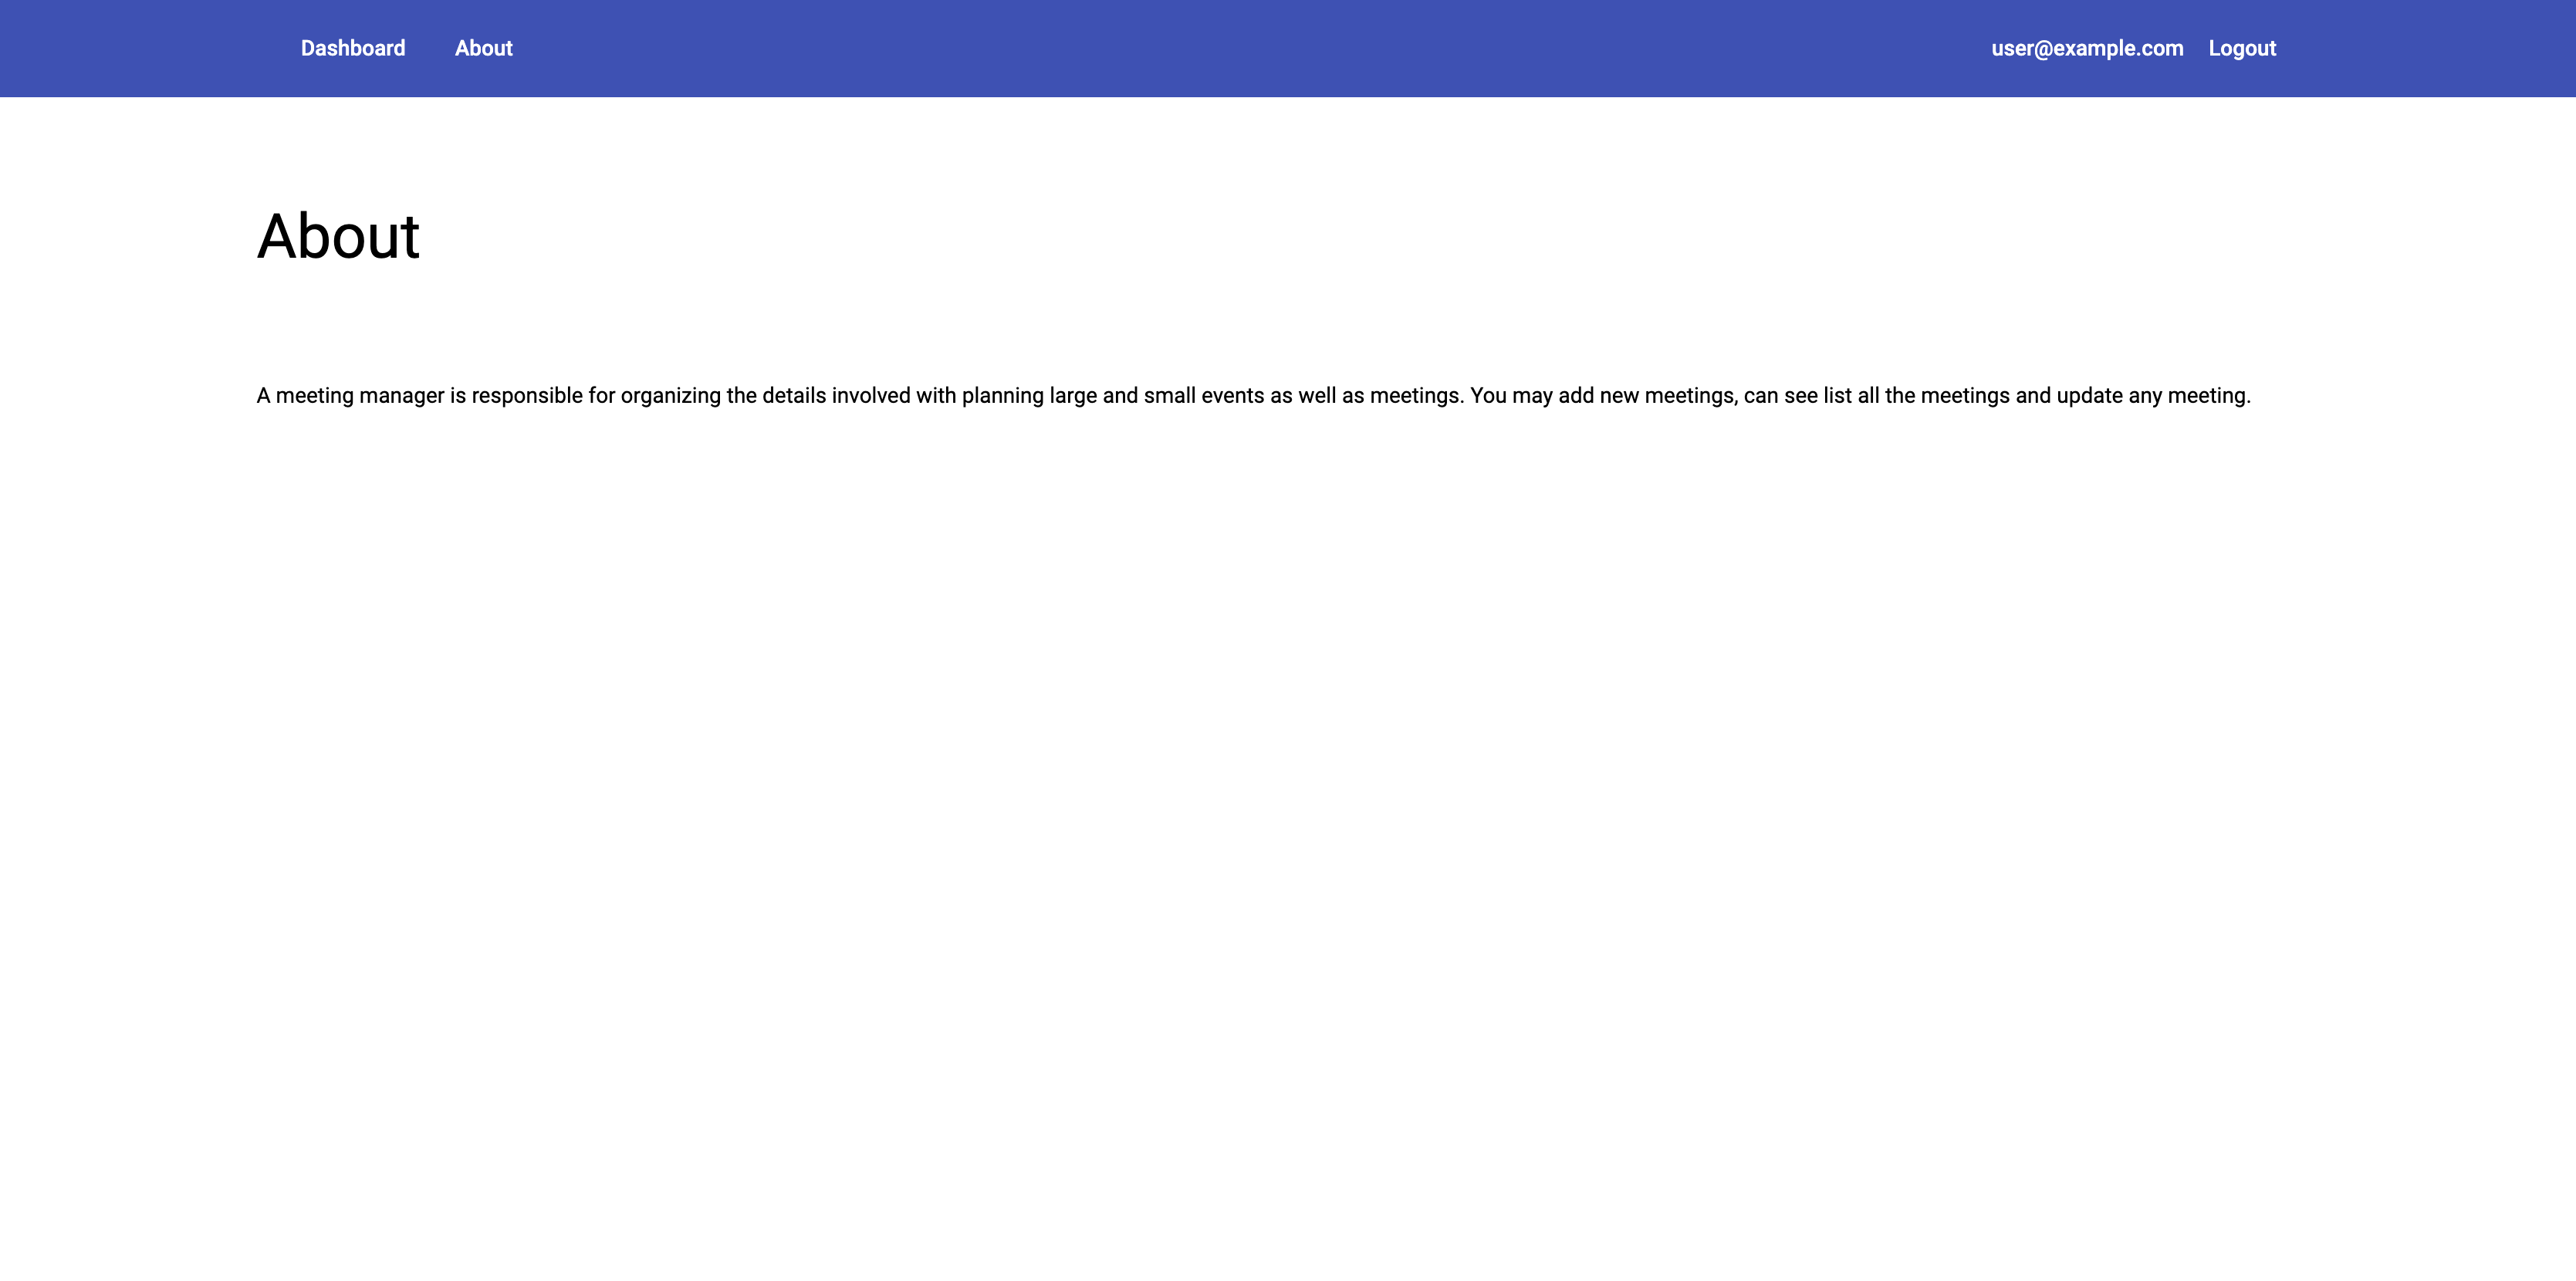 Dashboard About user@example.com Logout
About
A meeting manager is responsible for organizing the details involved with planning large and small events as well as meetings. You may add new meetings, can see list all the meetings and update any meeting.